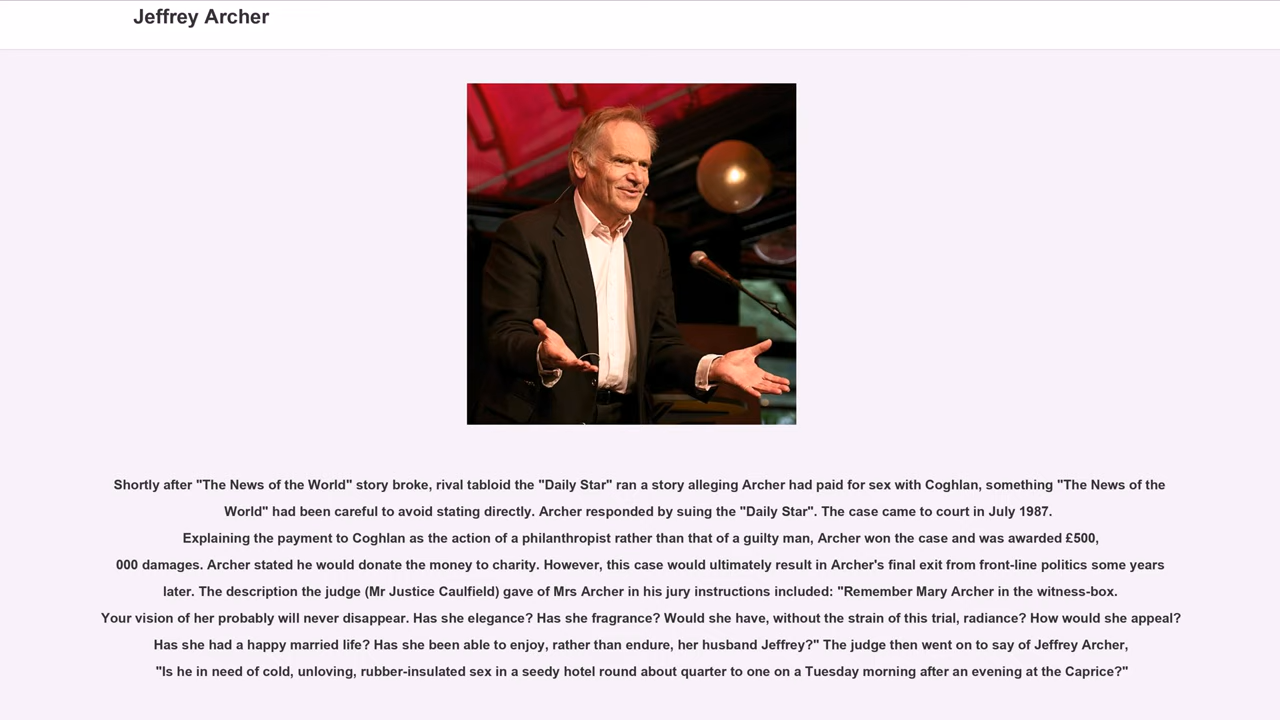 Jeffrey Archer
Shortly after "The News of the World" story broke, rival tabloid the "Daily Star" ran a story alleging Archer had paid for sex with Coghlan, something "The News of the
World" had been careful to avoid stating directly. Archer responded by suing the "Daily Star". The case came to court in July 1987.
Explaining the payment to Coghlan as the action of a philanthropist rather than that of a guilty man, Archer won the case and was awarded £500,
000 damages. Archer stated he would donate the money to charity. However, this case would ultimately result in Archer's final exit from front-line politics some years
later. The description the judge (Mr Justice Caulfield) gave of Mrs Archer in his jury instructions included: "Remember Mary Archer in the witness-box.
Your vision of her probably will never disappear. Has she elegance? Has she fragrance? Would she have, without the strain of this trial, radiance? How would she appeal?
Has she had a happy married life? Has she been able to enjoy, rather than endure, her husband Jeffrey?" The judge then went on to say of Jeffrey Archer,
"Is he in need of cold, unloving, rubber-insulated sex in a seedy hotel round about quarter to one on a Tuesday morning after an evening at the Caprice?"